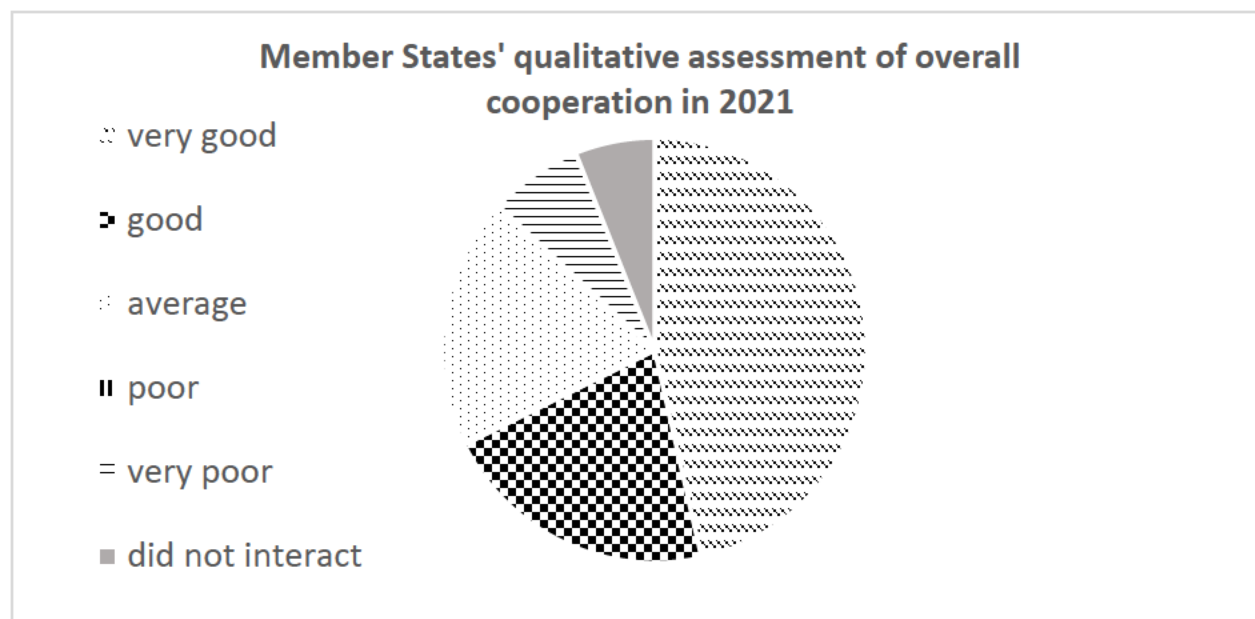 Member States' qualitative assessment of overall
cooperation in 2021
very good
good
average
poor
very poor
did not interact